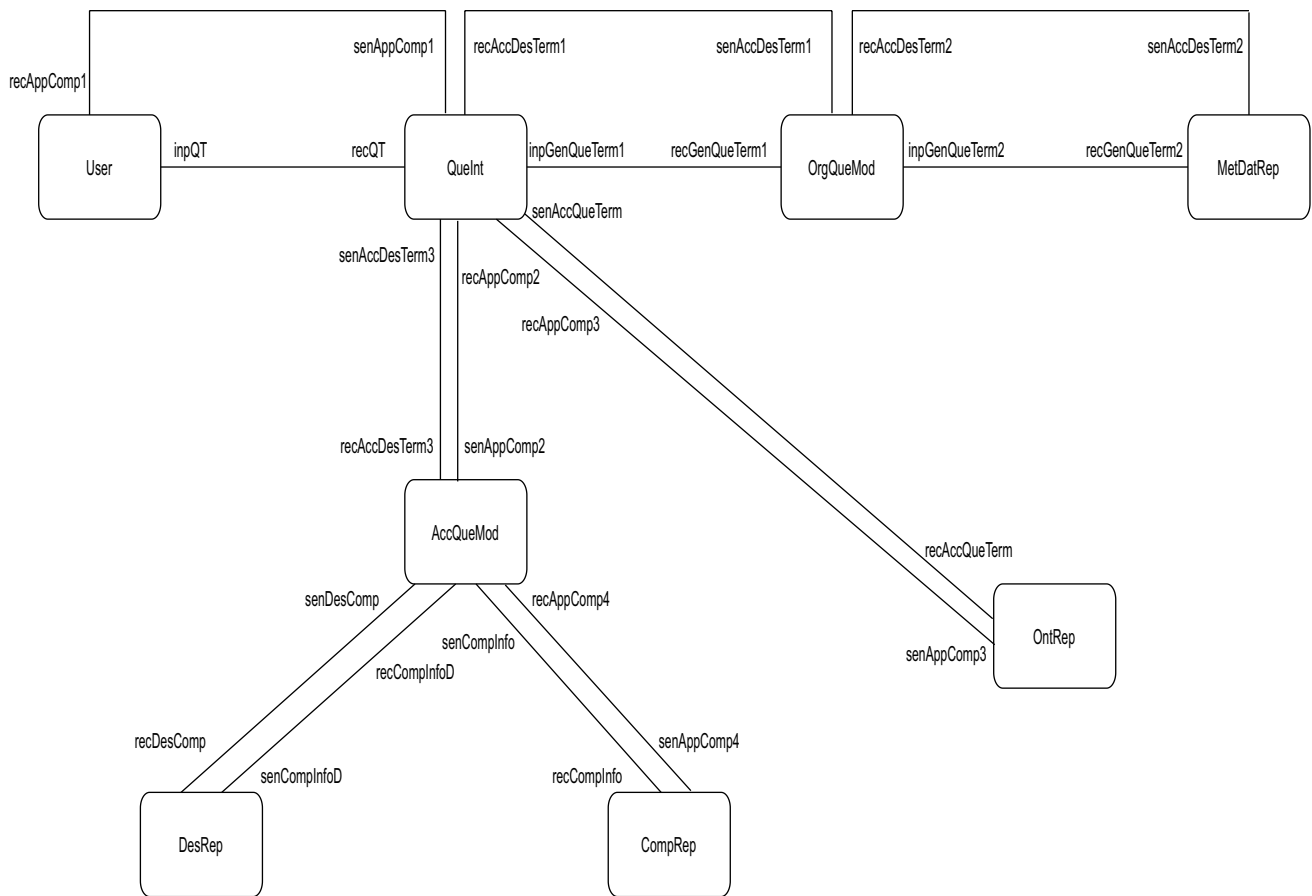 senAppComp1
recAccDesTerm1
senAccDesTerm1
recAccDesTerm2
senAccDesTerm2
recAppComp1
User
inpQT
recQT
QueInt
inpGenQueTerm1
recGenQueTerm1
OrgQueMod
inpGenQueTerm2
recGenQueTerm2
MetDatRep
senAccQueTerm
senAccDesTerm3
recAppComp2
recAppComp3
recAccDesTerm3
senAppComp2
AccQueMod
recAccQueTerm
senDesComp
recAppComp4
OntRep
senCompInfo
senAppComp3
recCompInfoD
recDesComp
senAppComp4
senCompInfoD
recCompInfo
DesRep
CompRep